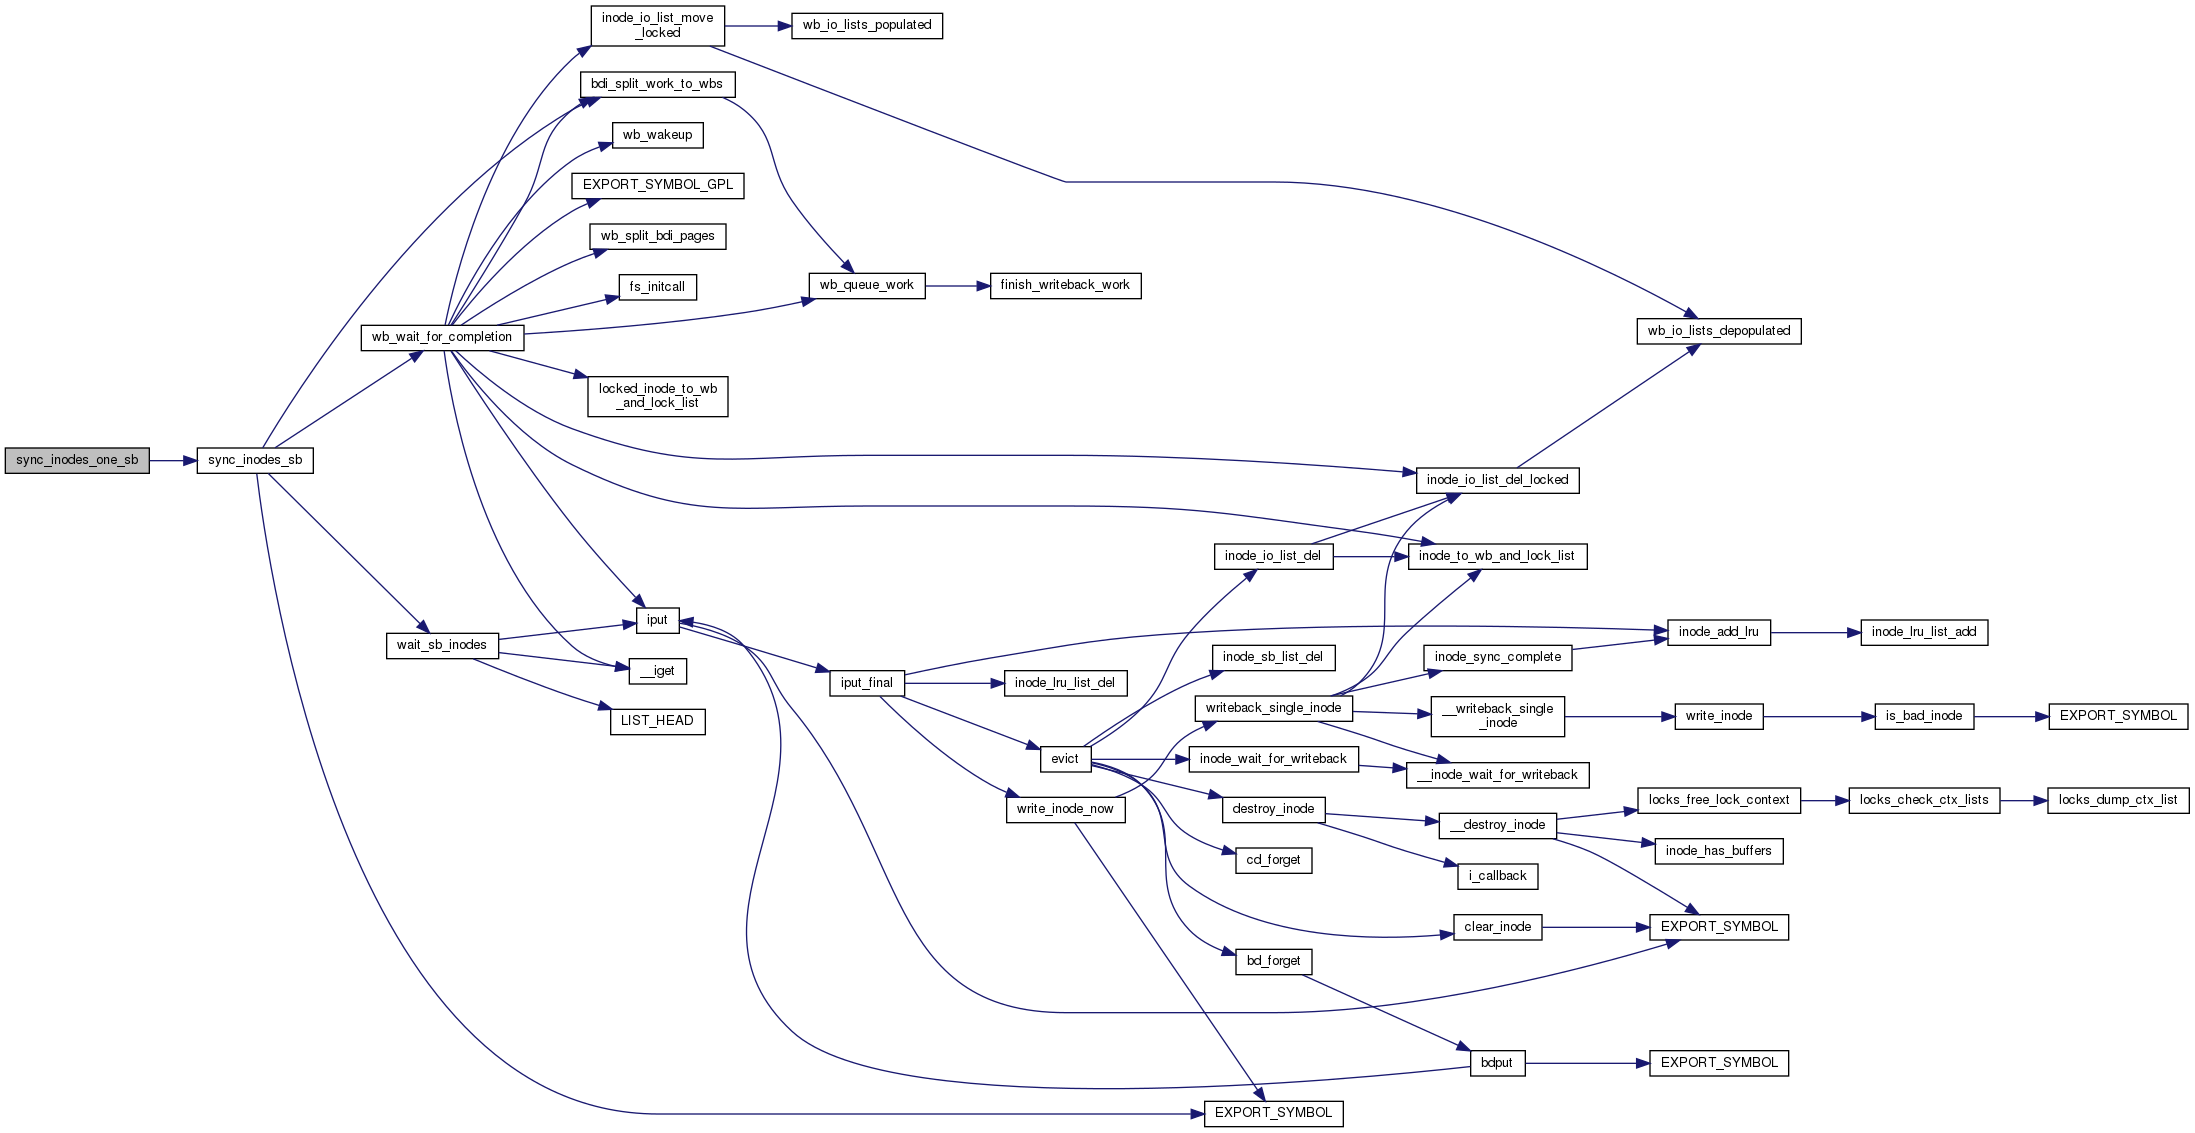 inode_io_list_move
_locked
wb_io_lists_populated
bdi_split_work_to_wbs
wb_wakeup
EXPORT_SYMBOL_GPL
wb_split_bdi_pages
fs_initcall
wb_queue_work
finish_writeback_work
wb_io_lists_depopulated
wb_wait_for_completion
locked_inode_to_wb
_and_lock_list
sync_inodes_one_sb
sync_inodes_sb
inode_io_list_del_locked
inode_io_list_del
inode_to_wb_and_lock_list
iput
wait_sb_inodes
__iget
LIST_HEAD
iput_final
inode_lru_list_del
inode_add_lru
inode_lru_list_add
inode_sb_list_del
inode_sync_complete
writeback_single_inode
__writeback_single
_inode
write_inode
is_bad_inode
EXPORT_SYMBOL
evict
inode_wait_for_writeback
__inode_wait_for_writeback
write_inode_now
destroy_inode
__destroy_inode
locks_free_lock_context
locks_check_ctx_lists
locks_dump_ctx_list
inode_has_buffers
cd_forget
i_callback
clear_inode
EXPORT_SYMBOL
bd_forget
bdput
EXPORT_SYMBOL
EXPORT_SYMBOL